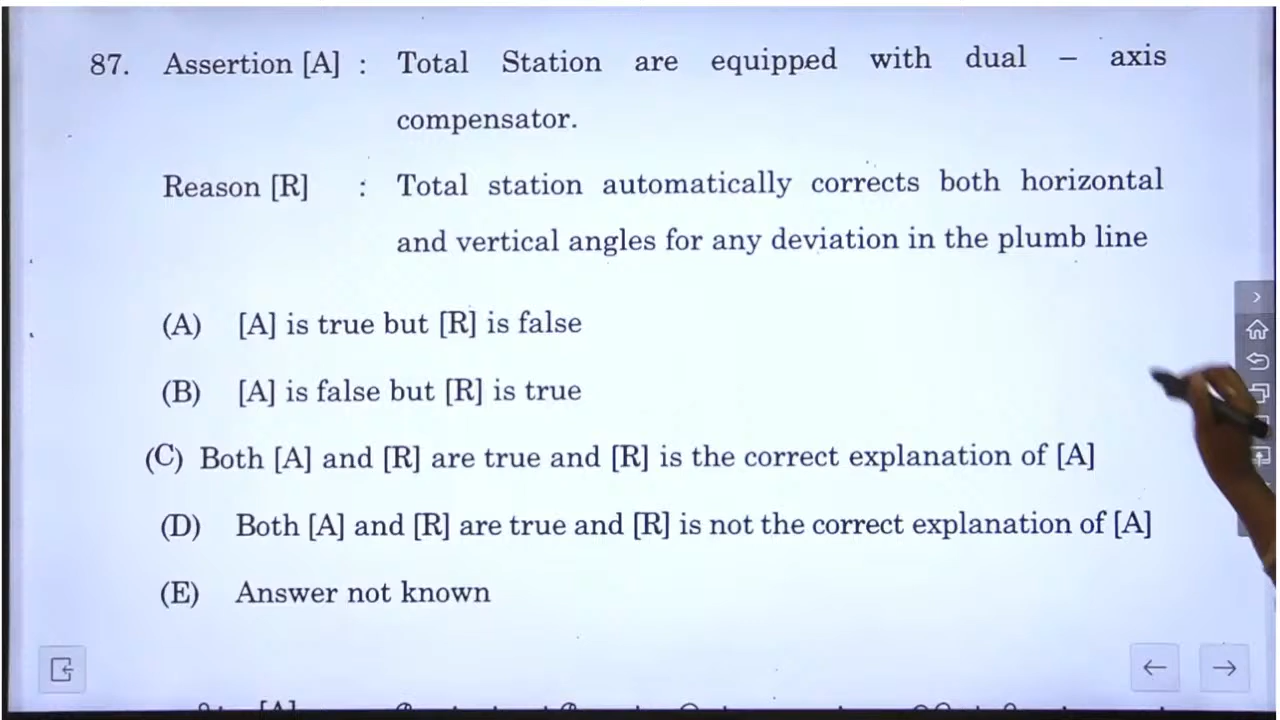 87. Assertion [A] : Total Station are equipped with dual – axis
compensator.
Reason [R] : Total station automatically corrects both horizontal
and vertical angles for any deviation in the plumb line
(A) [A] is true but [R] is false
(B) [A] is false but [R] is true
(C) Both [A] and [R] are true and [R] is the correct explanation of [A]
(D) Both [A] and [R] are true and [R] is not the correct explanation of [A]
(E) Answer not known